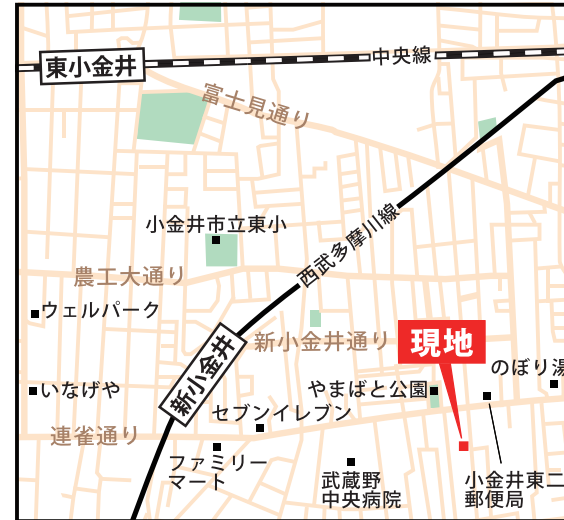 中央線
東小金井
富士見通り
小金井市立東小
西武多摩川線
農工大通り
ウェルパーク
新小金井通り
現地
新小金井
のぼり湯
いなげや
やまばと公園
セブンイレブン
連雀通り
ファミリー
マート
武蔵野
中央病院
小金井東二
郵便局